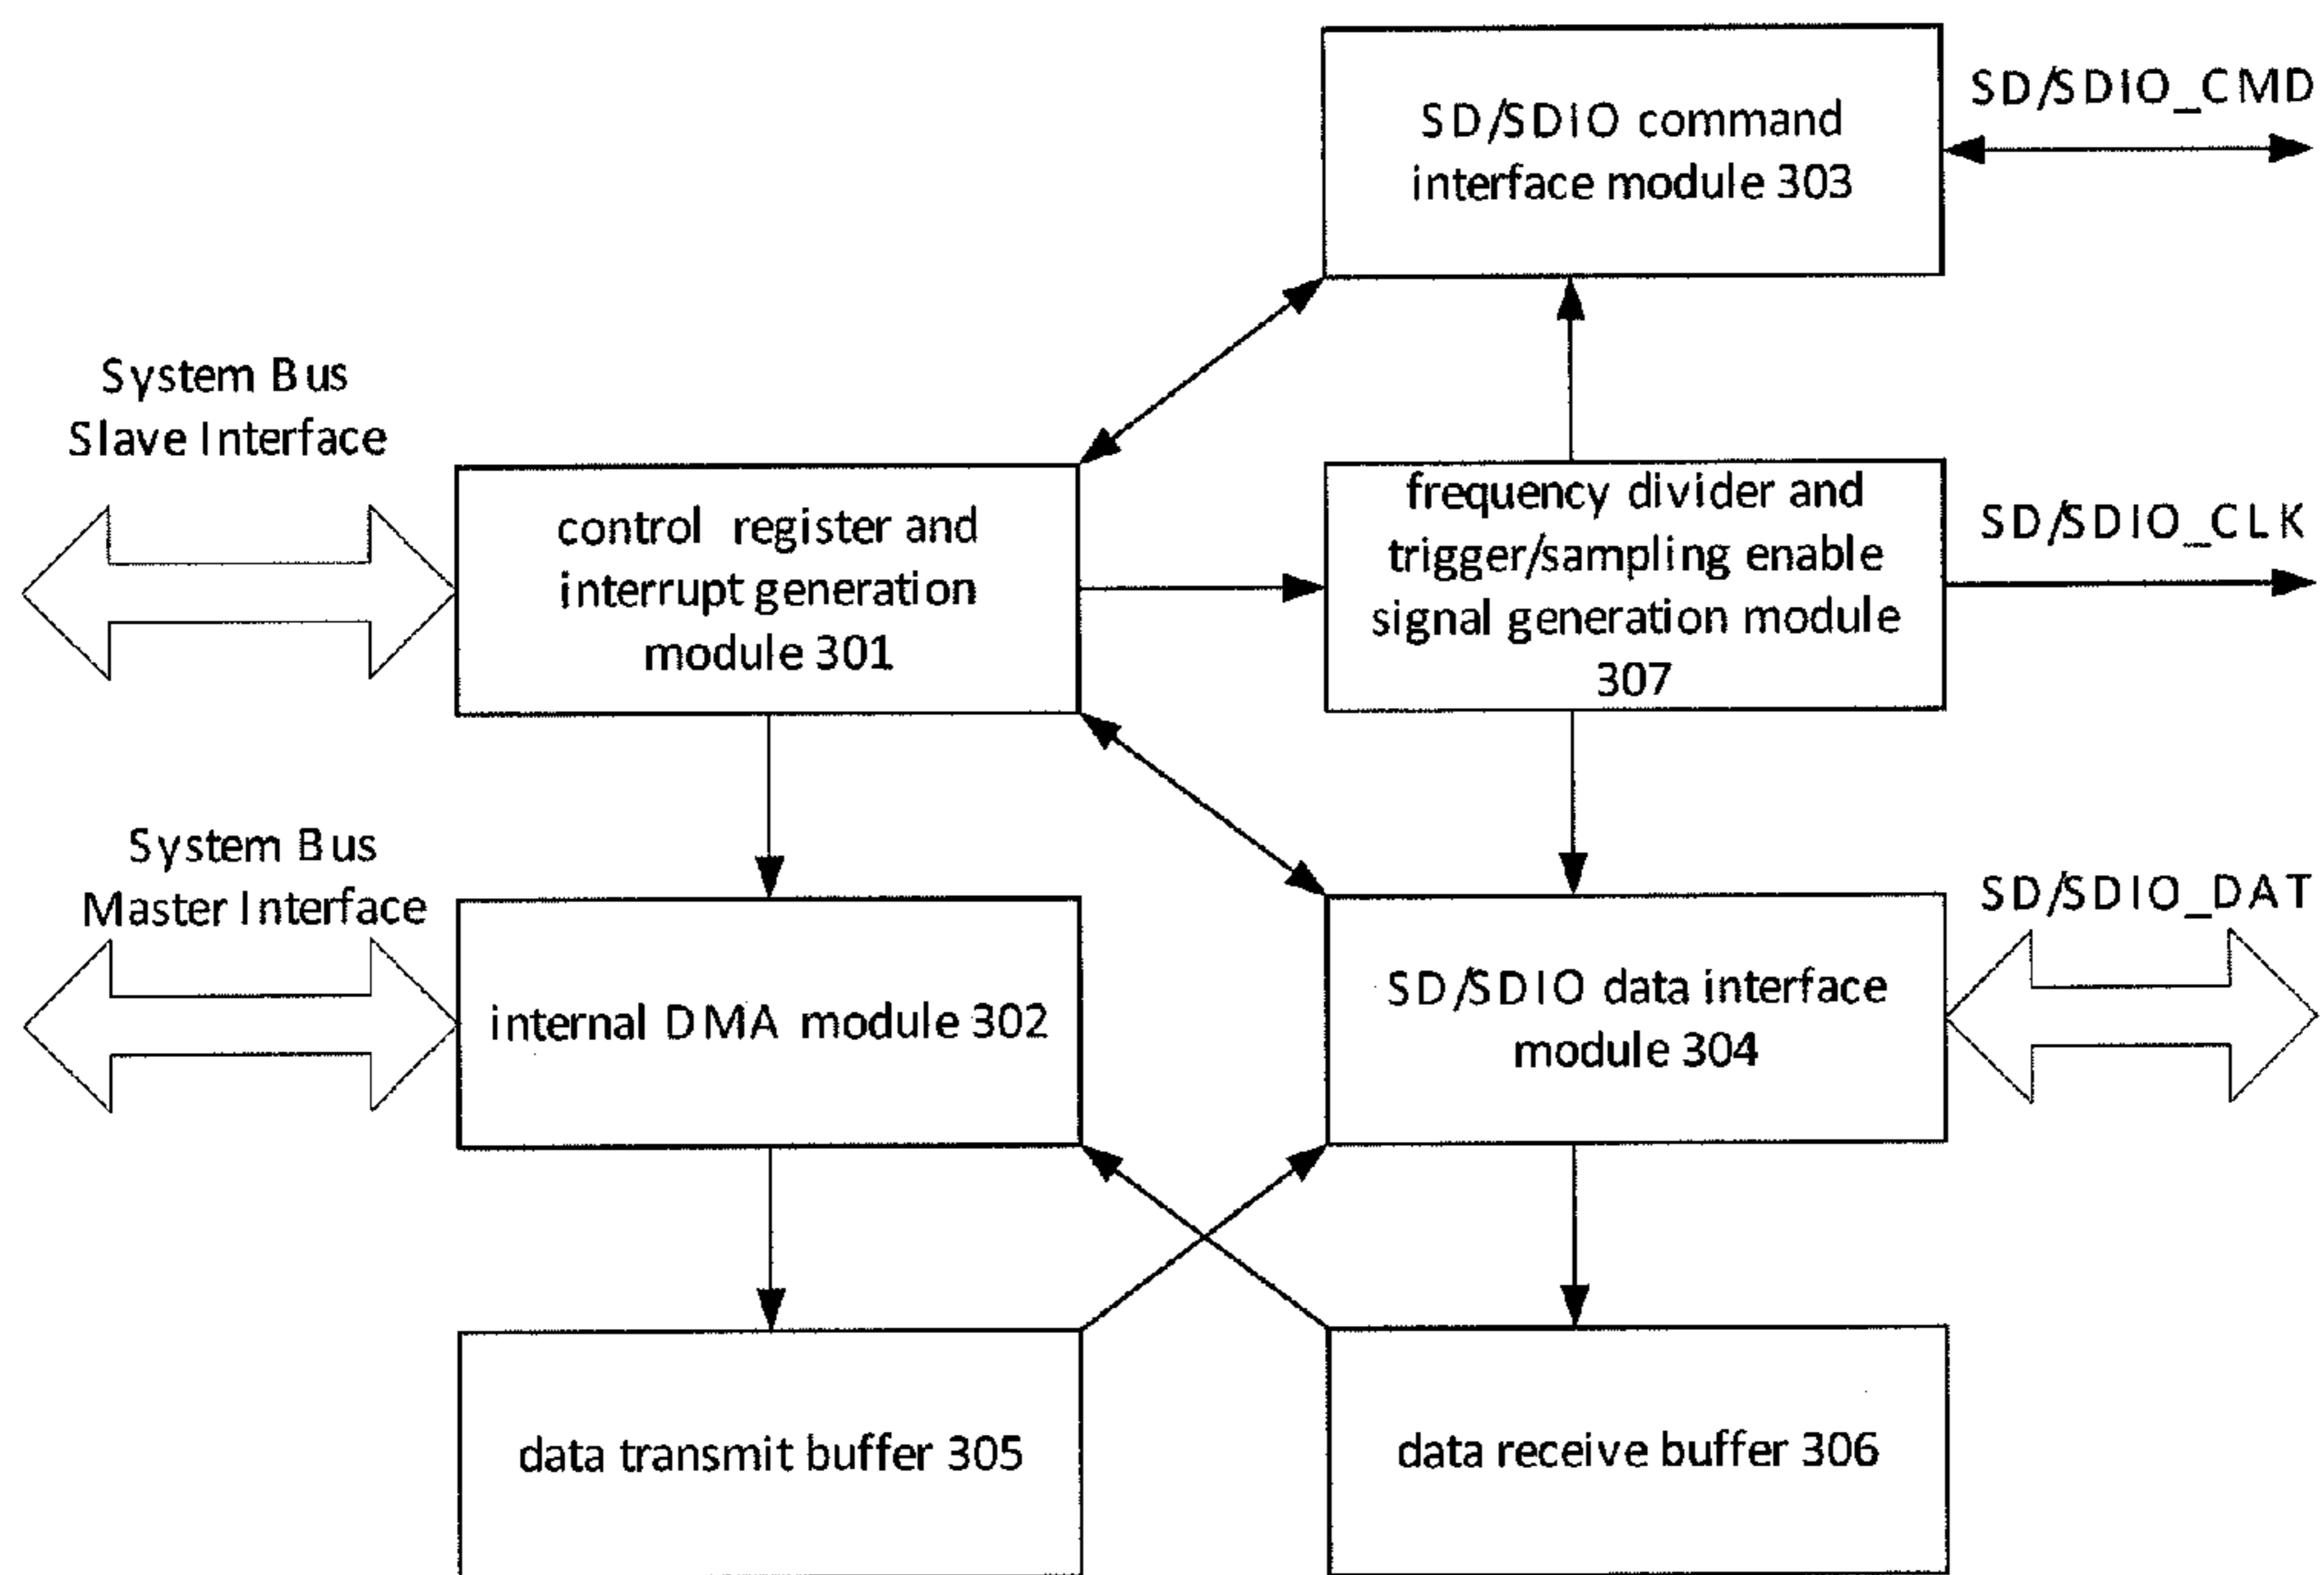 SD/SDIO command
interface module 303
SD/SDIO_CMD
System Bus
Slave Interface
control register and
interrupt generation
module 301
frequency divider and
trigger/sampling enable
signal generation module
307
SD/SDIO_CLK
System Bus
Master Interface
internal DMA module 302
SD/SDIO data interface
module 304
SD/SDIO_DAT
data transmit buffer 305
data receive buffer 306